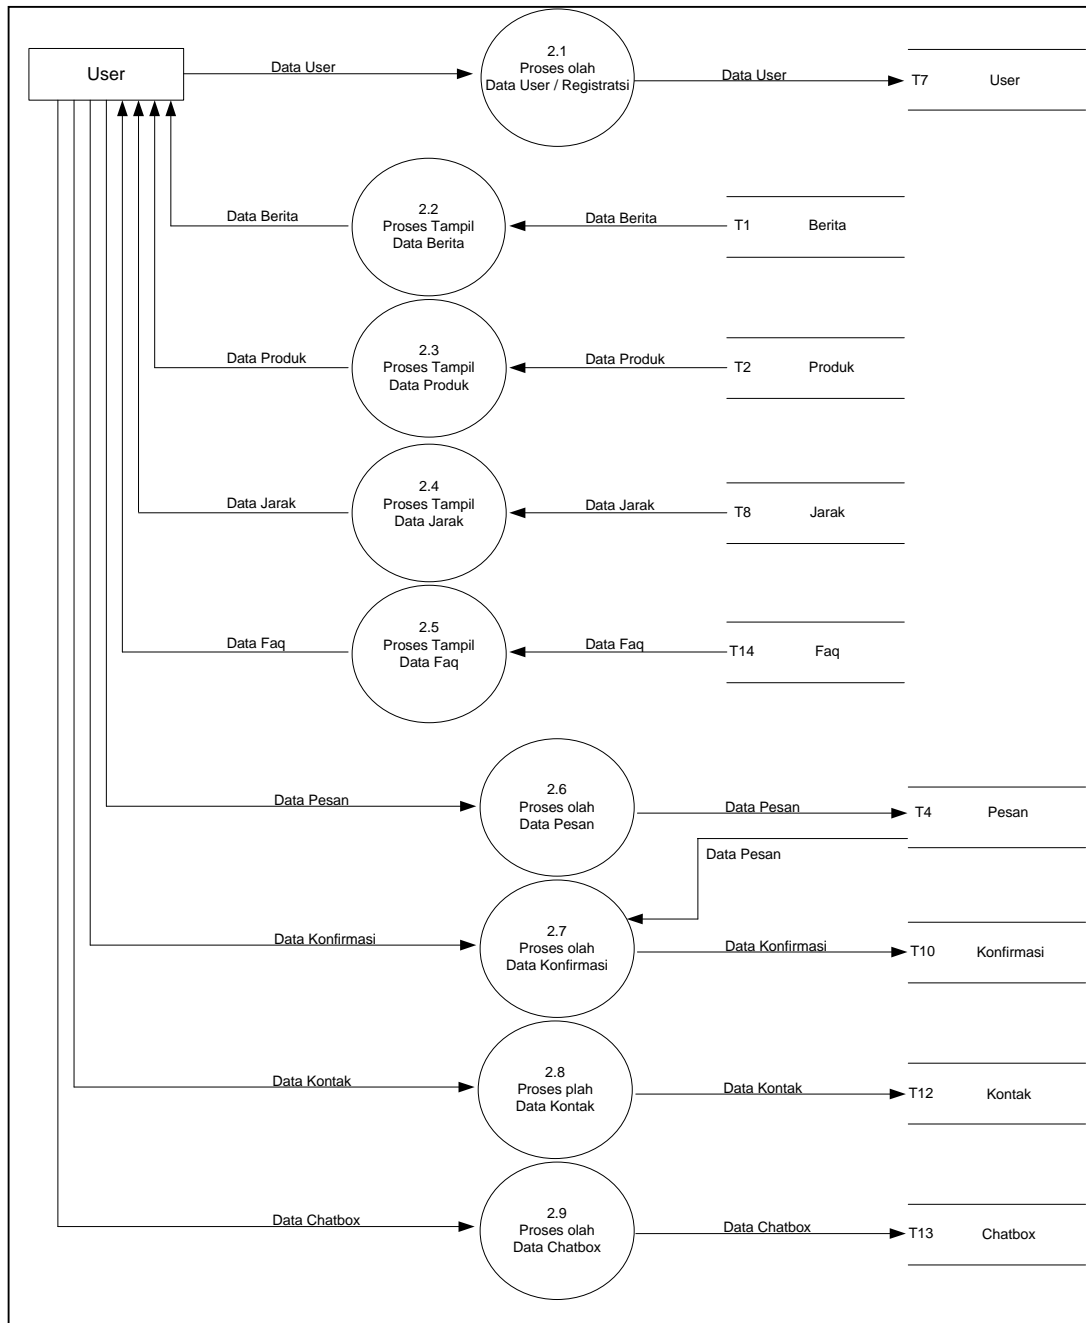 User
Data User
2.1
Proses olah
Data User / Registratsi
Data User
T7 User
Data Berita
2.2
Proses Tampil
Data Berita
Data Berita
T1 Berita
Data Produk
2.3
Proses Tampil
Data Produk
Data Produk
T2 Produk
Data Jarak
2.4
Proses Tampil
Data Jarak
Data Jarak
T8 Jarak
Data Faq
2.5
Proses Tampil
Data Faq
Data Faq
T14 Faq
Data Pesan
2.6
Proses olah
Data Pesan
Data Pesan
T4 Pesan
Data Pesan
Data Konfirmasi
2.7
Proses olah
Data Konfirmasi
Data Konfirmasi
T10 Konfirmasi
Data Kontak
2.8
Proses plah
Data Kontak
Data Kontak
T12 Kontak
Data Chatbox
2.9
Proses olah
Data Chatbox
Data Chatbox
T13 Chatbox